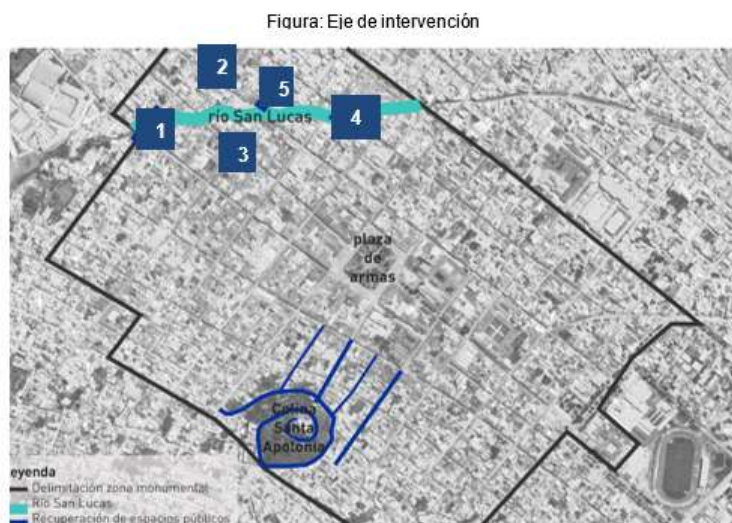 Figura: Eje de intervención
2
5
río San Lucas
1
4
3
plaza
de
armas
Colina
Santa
Apolonia
eyenda
Delimitación zona monumental
Río San Lucas
Recuperación de espacios públicos